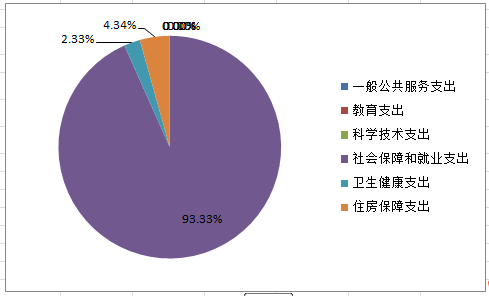 4.34%
0.00%
2.33%
93.33%
一般公共服务支出
教育支出
科学技术支出
社会保障和就业支出
卫生健康支出
住房保障支出